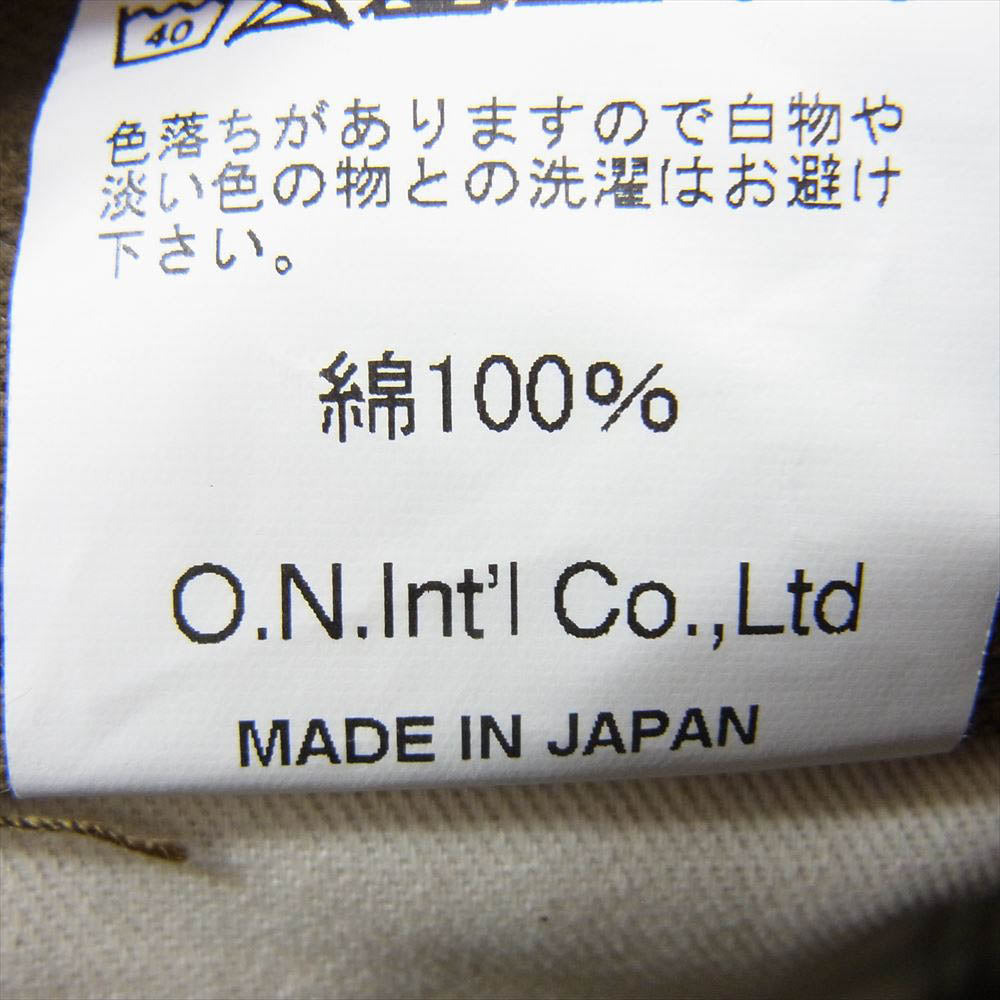 40
色落ちがありますので白物や
淡い色の物との洗濯はお避け
下さい。
綿100%
O.N.Int'l Co.,Ltd
MADE IN JAPAN